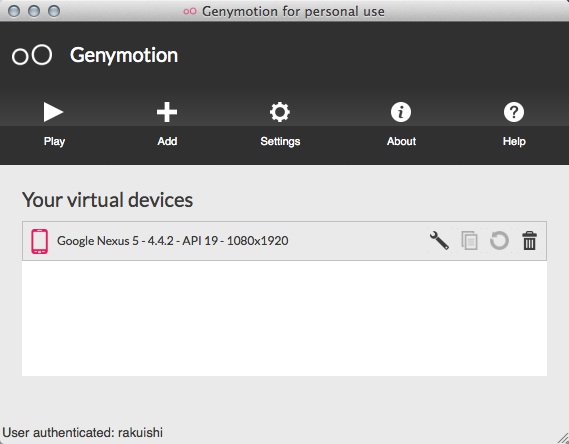 Genymotion for personal use
Genymotion
Play Add Settings About Help
Your virtual devices
Google Nexus 5 - 4.4.2 - API 19 - 1080x1920
User authenticated: rakuishi